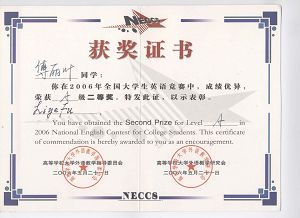 NECCS
获奖证书
傅丽叶 同学:
你在2006年全国大学生英语竞赛中,成绩优异,
荣获 A 级二等奖。特发此证,以示表彰。
You have obtained the Second Prize for Level A in
2006 National English Contest for College Students. This certificate
of commendation is hereby awarded to you as an encouragement.
高等学校大学外语教学指导委员会
高等学校大学外语教学研究会
二〇〇六年五月二十一日
二〇〇六年五月二十一日
NECCS